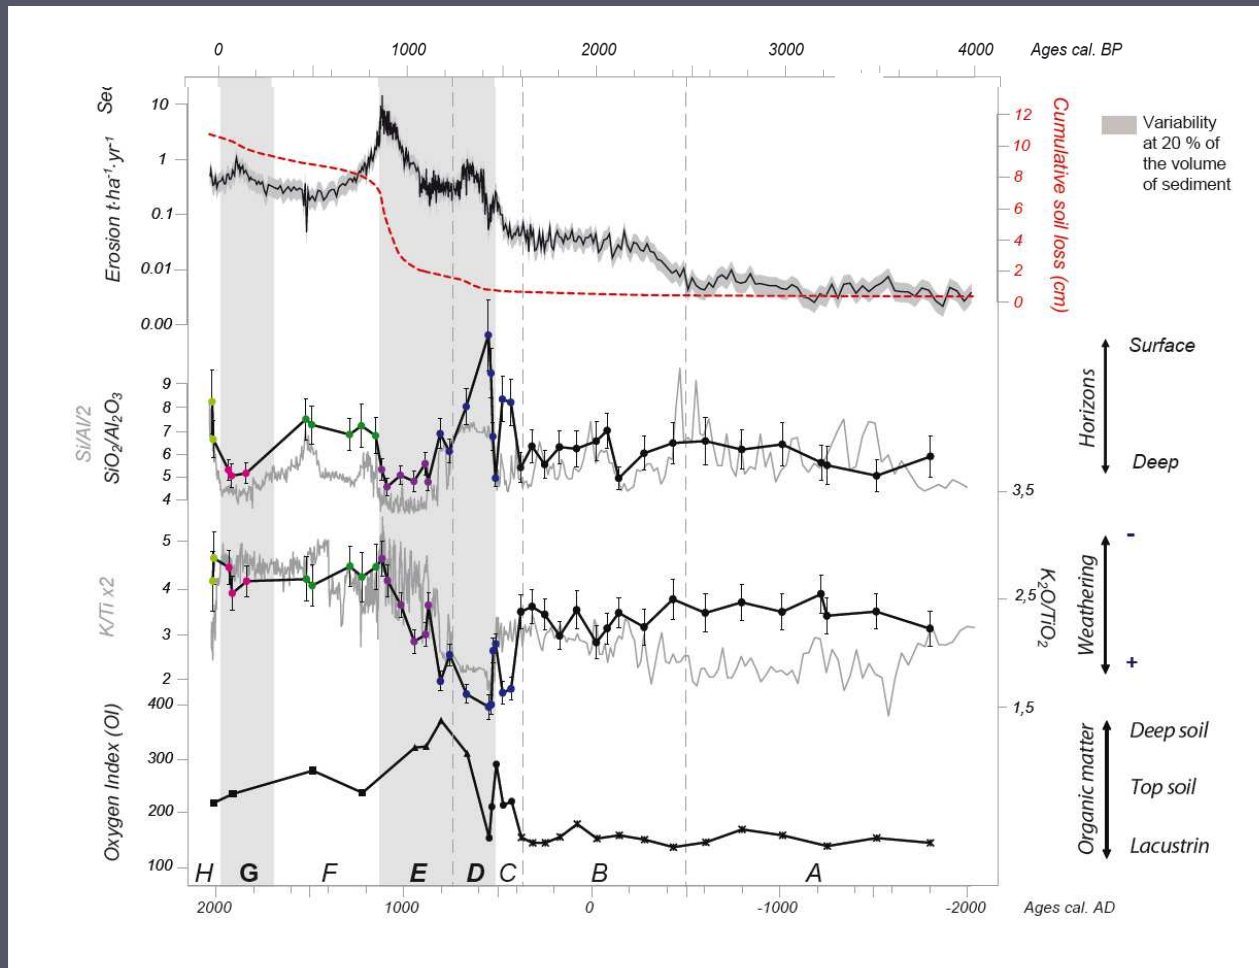 0 1000 2000 3000 4000 Ages cal. BP
Erosion t·ha⁻¹·yr⁻¹
10
1
0.1
0.01
0.00
Cumulative soil loss (cm)
12
10
8
6
4
2
0
Variability
at 20 % of
the volume
of sediment
Si/Al/2
SiO₂/Al₂O₃
9
8
7
6
5
4
3,5
Horizons
Surface
Deep
K/Ti x2
5
4
3
2
K₂O/TiO₂
2,5
1,5
Weathering
-
+
Oxygen Index (OI)
400
300
200
100
Organic matter
Deep soil
Top soil
Lacustrin
H G F E D C B A
2000 1000 0 -1000 -2000 Ages cal. AD